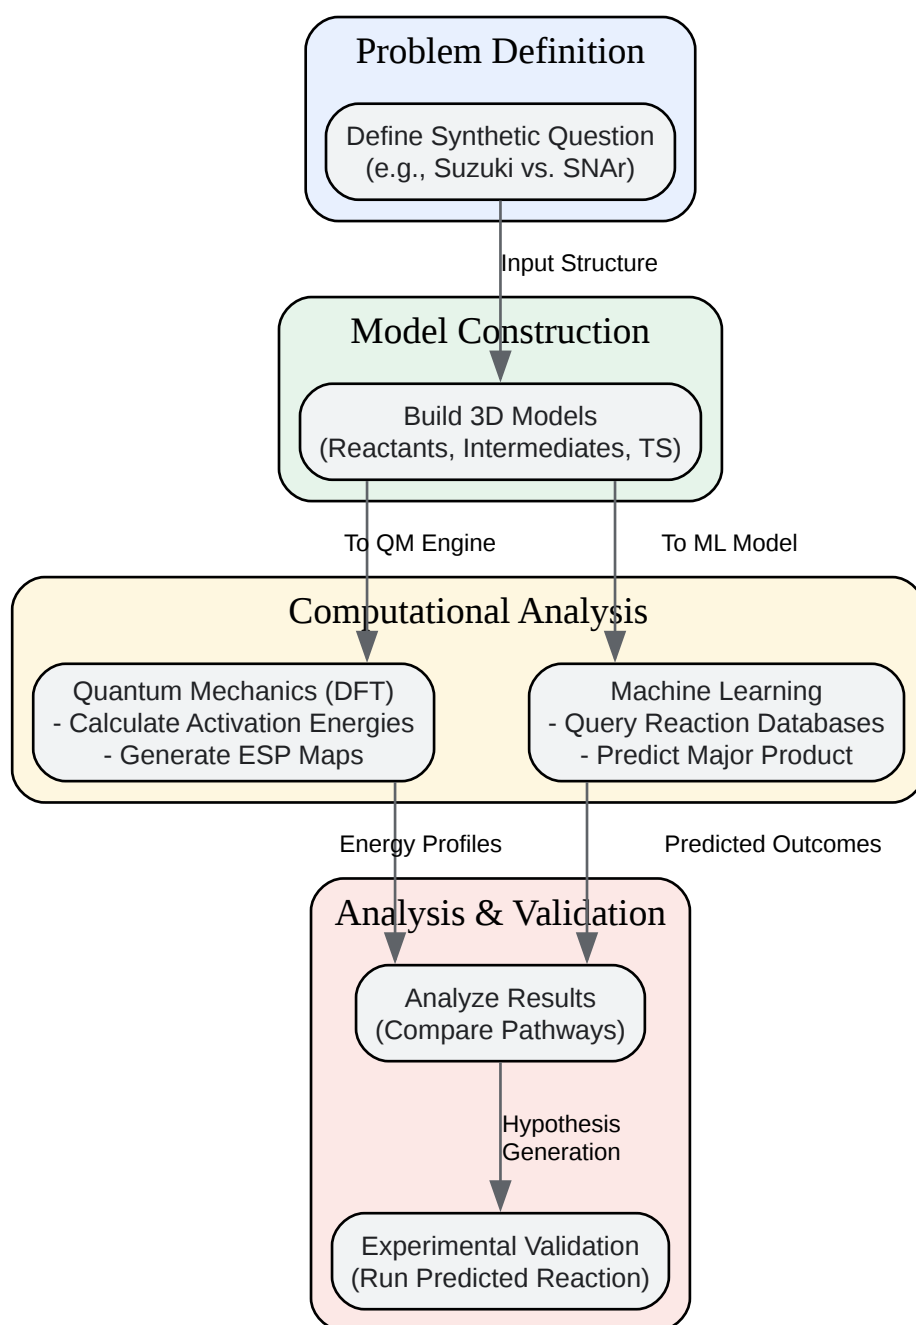 Problem Definition
Define Synthetic Question
(e.g., Suzuki vs. SNAr)
Input Structure
Model Construction
Build 3D Models
(Reactants, Intermediates, TS)
To QM Engine
To ML Model
Computational Analysis
Quantum Mechanics (DFT)
- Calculate Activation Energies
- Generate ESP Maps
Machine Learning
- Query Reaction Databases
- Predict Major Product
Energy Profiles
Predicted Outcomes
Analysis & Validation
Analyze Results
(Compare Pathways)
Hypothesis
Generation
Experimental Validation
(Run Predicted Reaction)